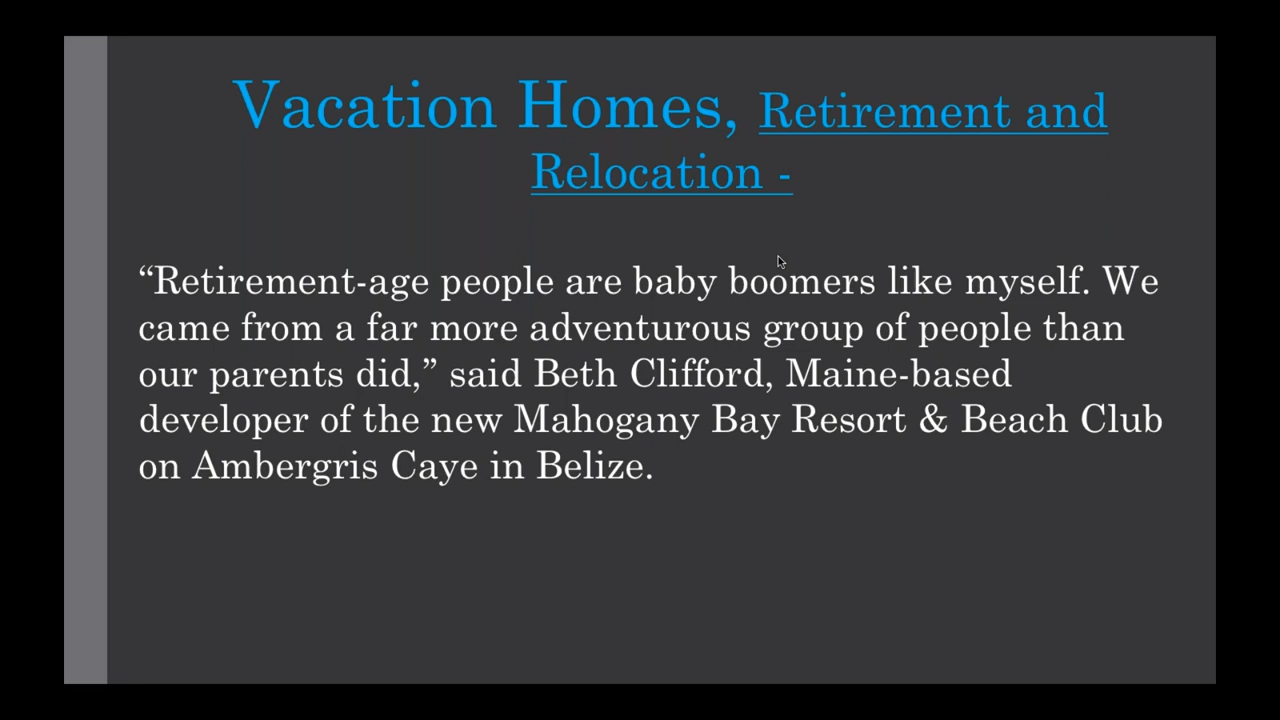 Vacation Homes, Retirement and
Relocation -
“Retirement-age people are baby boomers like myself. We
came from a far more adventurous group of people than
our parents did,” said Beth Clifford, Maine-based
developer of the new Mahogany Bay Resort & Beach Club
on Ambergris Caye in Belize.